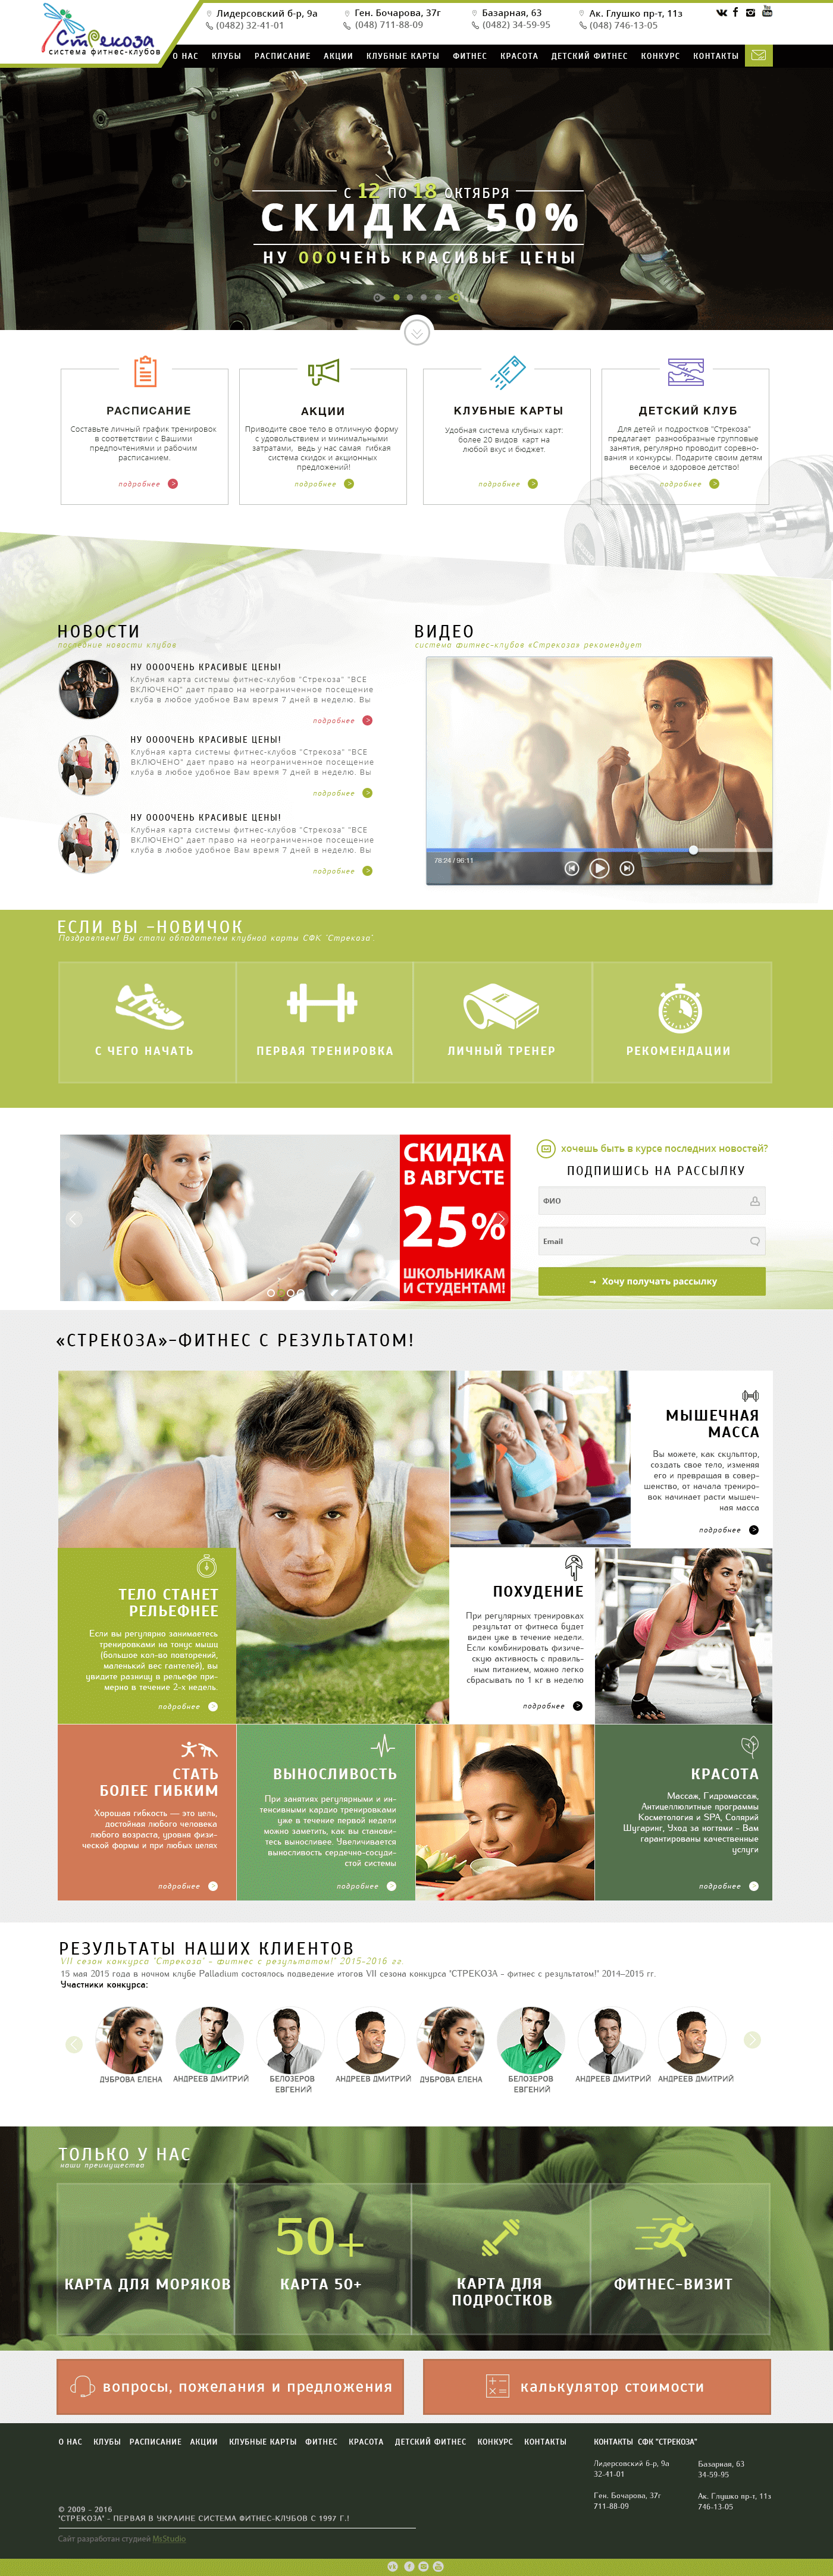 Стрекоза
система фитнес-клубов
Лидерсовский б-р, 9а
(0482) 32-41-01
Ген. Бочарова, 37г
(048) 711-88-09
Базарная, 63
(0482) 34-59-95
Ак. Глушко пр-т, 11з
(048) 746-13-05
О НАС КЛУБЫ РАСПИСАНИЕ АКЦИИ КЛУБНЫЕ КАРТЫ ФИТНЕС КРАСОТА ДЕТСКИЙ ФИТНЕС КОНКУРС КОНТАКТЫ
С 12 ПО 18 ОКТЯБРЯ
СКИДКА 50%
НУ ОООЧЕНЬ КРАСИВЫЕ ЦЕНЫ
РАСПИСАНИЕ
Составьте личный график тренировок
в соответствии с Вашими
предпочтениями и рабочим
расписанием.
подробнее
АКЦИИ
Приводите свое тело в отличную форму
с удовольствием и минимальными
затратами, ведь у нас самая гибкая
система скидок и акционных
предложений!
подробнее
КЛУБНЫЕ КАРТЫ
Удобная система клубных карт:
более 20 видов карт на
любой вкус и бюджет.
подробнее
ДЕТСКИЙ КЛУБ
Для детей и подростков "Стрекоза"
предлагает разнообразные групповые
занятия, регулярно проводит соревно-
вания и конкурсы. Подарите своим детям
веселое и здоровое детство!
подробнее
НОВОСТИ
последние новости клубов
НУ ООООЧЕНЬ КРАСИВЫЕ ЦЕНЫ!
Клубная карта системы фитнес-клубов "Стрекоза" "ВСЕ
ВКЛЮЧЕНО" дает право на неограниченное посещение
клуба в любое удобное Вам время 7 дней в неделю. Вы
подробнее
НУ ООООЧЕНЬ КРАСИВЫЕ ЦЕНЫ!
Клубная карта системы фитнес-клубов "Стрекоза" "ВСЕ
ВКЛЮЧЕНО" дает право на неограниченное посещение
клуба в любое удобное Вам время 7 дней в неделю. Вы
подробнее
НУ ООООЧЕНЬ КРАСИВЫЕ ЦЕНЫ!
Клубная карта системы фитнес-клубов "Стрекоза" "ВСЕ
ВКЛЮЧЕНО" дает право на неограниченное посещение
клуба в любое удобное Вам время 7 дней в неделю. Вы
подробнее
ВИДЕО
система фитнес-клубов «Стрекоза» рекомендует
78:24 / 96:11
ЕСЛИ ВЫ -НОВИЧОК
Поздравляем! Вы стали обладателем клубной карты СФК "Стрекоза".
С ЧЕГО НАЧАТЬ
ПЕРВАЯ ТРЕНИРОВКА
ЛИЧНЫЙ ТРЕНЕР
РЕКОМЕНДАЦИИ
СКИДКА
В АВГУСТЕ
25%
ШКОЛЬНИКАМ
И СТУДЕНТАМ!
хочешь быть в курсе последних новостей?
ПОДПИШИСЬ НА РАССЫЛКУ
ФИО
Email
→ Хочу получать рассылку
«СТРЕКОЗА»-ФИТНЕС С РЕЗУЛЬТАТОМ!
МЫШЕЧНАЯ
МАССА
Вы можете, как скульптор,
создать свое тело, изменяя
его и превращая в совер-
шенство, от начала трениро-
вок начинает расти мышеч-
ная масса
подробнее
ТЕЛО СТАНЕТ
РЕЛЬЕФНЕЕ
Если вы регулярно занимаетесь
тренировками на тонус мышц
(большое кол-во повторений,
маленький вес гантелей), вы
увидите разницу в рельефе при-
мерно в течение 2-х недель.
подробнее
ПОХУДЕНИЕ
При регулярных тренировках
результат от фитнеса будет
виден уже в течение недели.
Если комбинировать физиче-
скую активность с правиль-
ным питанием, можно легко
сбрасывать по 1 кг в неделю
подробнее
СТАТЬ
БОЛЕЕ ГИБКИМ
Хорошая гибкость — это цель,
достойная любого человека
любого возраста, уровня физи-
ческой формы и при любых целях
подробнее
ВЫНОСЛИВОСТЬ
При занятиях регулярными и ин-
тенсивными кардио тренировками
уже в течение первой недели
можно заметить, как вы станови-
тесь выносливее. Увеличивается
выносливость сердечно-сосуди-
стой системы
подробнее
КРАСОТА
Массаж, Гидромассаж,
Антицеллюлитные программы
Косметология и SPA, Солярий
Шугаринг, Уход за ногтями - Вам
гарантированы качественные
услуги
подробнее
РЕЗУЛЬТАТЫ НАШИХ КЛИЕНТОВ
VII сезон конкурса "Стрекоза" - фитнес с результатом!" 2015-2016 гг.
15 мая 2015 года в ночном клубе Palladium состоялось подведение итогов VII сезона конкурса "СТРЕКОЗА - фитнес с результатом!" 2014–2015 гг.
Участники конкурса:
ДУБРОВА ЕЛЕНА
АНДРЕЕВ ДМИТРИЙ
БЕЛОЗЕРОВ
ЕВГЕНИЙ
АНДРЕЕВ ДМИТРИЙ
ДУБРОВА ЕЛЕНА
БЕЛОЗЕРОВ
ЕВГЕНИЙ
АНДРЕЕВ ДМИТРИЙ
АНДРЕЕВ ДМИТРИЙ
ТОЛЬКО У НАС
наши преимущества
КАРТА ДЛЯ МОРЯКОВ
50+
КАРТА 50+
КАРТА ДЛЯ
ПОДРОСТКОВ
ФИТНЕС-ВИЗИТ
вопросы, пожелания и предложения
калькулятор стоимости
О НАС КЛУБЫ РАСПИСАНИЕ АКЦИИ КЛУБНЫЕ КАРТЫ ФИТНЕС КРАСОТА ДЕТСКИЙ ФИТНЕС КОНКУРС КОНТАКТЫ
КОНТАКТЫ СФК "СТРЕКОЗА"
Лидерсовский б-р, 9а
32-41-01
Базарная, 63
34-59-95
Ген. Бочарова, 37г
711-88-09
Ак. Глушко пр-т, 11з
746-13-05
© 2009 - 2016
"СТРЕКОЗА" - ПЕРВАЯ В УКРАИНЕ СИСТЕМА ФИТНЕС-КЛУБОВ С 1997 Г.!
Сайт разработан студией MsStudio